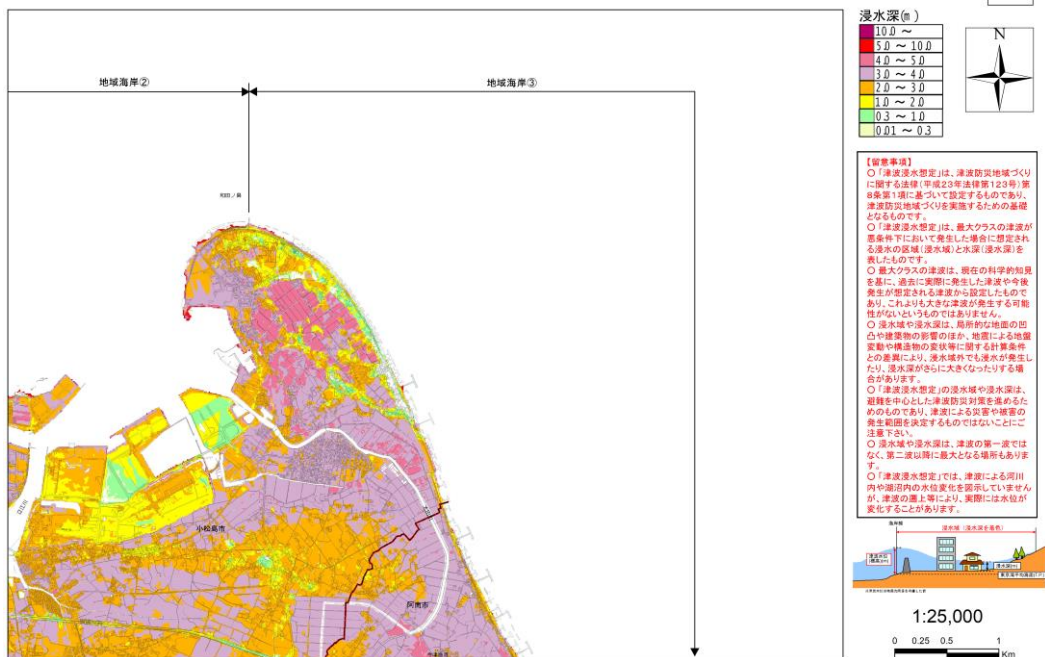 浸水深(m)
10.0 ～
5.0 ～ 10.0
4.0 ～ 5.0
3.0 ～ 4.0
2.0 ～ 3.0
1.0 ～ 2.0
0.3 ～ 1.0
0.01 ～ 0.3
N
地域海岸②
地域海岸③
小松島市
阿南市
【留意事項】
○「津波浸水想定」は、津波防災地域づくり
に関する法律(平成23年法律第123号)第
8条第1項に基づいて設定するものであり、
津波防災地域づくりを実施するための基礎
となるものです。
○「津波浸水想定」は、最大クラスの津波が
悪条件下において発生した場合に想定され
る浸水の区域(浸水域)と水深(浸水深)を
表したものです。
○ 最大クラスの津波は、現在の科学的知見
を基に、過去に実際に発生した津波や今後
発生が想定される津波から設定したもので
あり、これよりも大きな津波が発生する可能
性がないというものではありません。
○ 浸水域や浸水深は、局所的な地面の凹
凸や建築物の影響のほか、地震による地盤
変動や構造物の変状等に関する計算条件
との差異により、浸水域外でも浸水が発生し
たり、浸水深がさらに大きくなったりする場
合があります。
○「津波浸水想定」の浸水域や浸水深は、
避難を中心とした津波防災対策を進めるた
めのものであり、津波による災害や被害の
発生範囲を決定するものではないことにご
注意下さい。
○ 浸水域や浸水深は、津波の第一波では
なく、第二波以降に最大となる場所もありま
す。
○「津波浸水想定」では、津波による河川
内や湖沼内の水位変化を図示していません
が、津波の遡上等により、実際には水位が
変化することがあります。
海岸線
浸水域（浸水深を着色）
浸水深(m)
1:25,000
0 0.25 0.5 1
Km